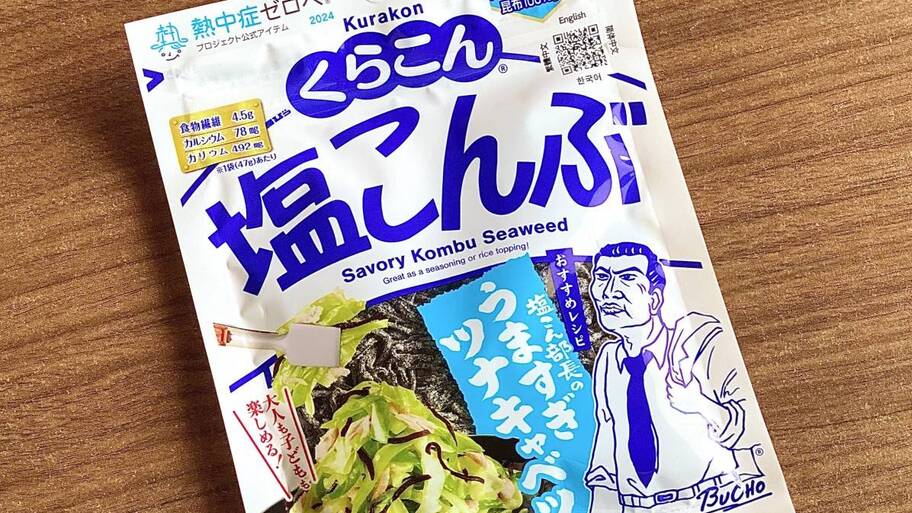 熱中症ゼロへ
プロジェクト公式アイテム
2024
Kurakon
昆布100%
English
한국어
くらこん®
食物繊維 4.5g
カルシウム 78㎎
カリウム 492㎎
※1袋(47g)あたり
塩こんぶ
Savory Kombu Seaweed
Great as a seasoning or rice topping!
おすすめレシピ
塩こん部長の
うますぎ
ツナキャベツ
大人も子どもも
楽しめる!
BUCHO